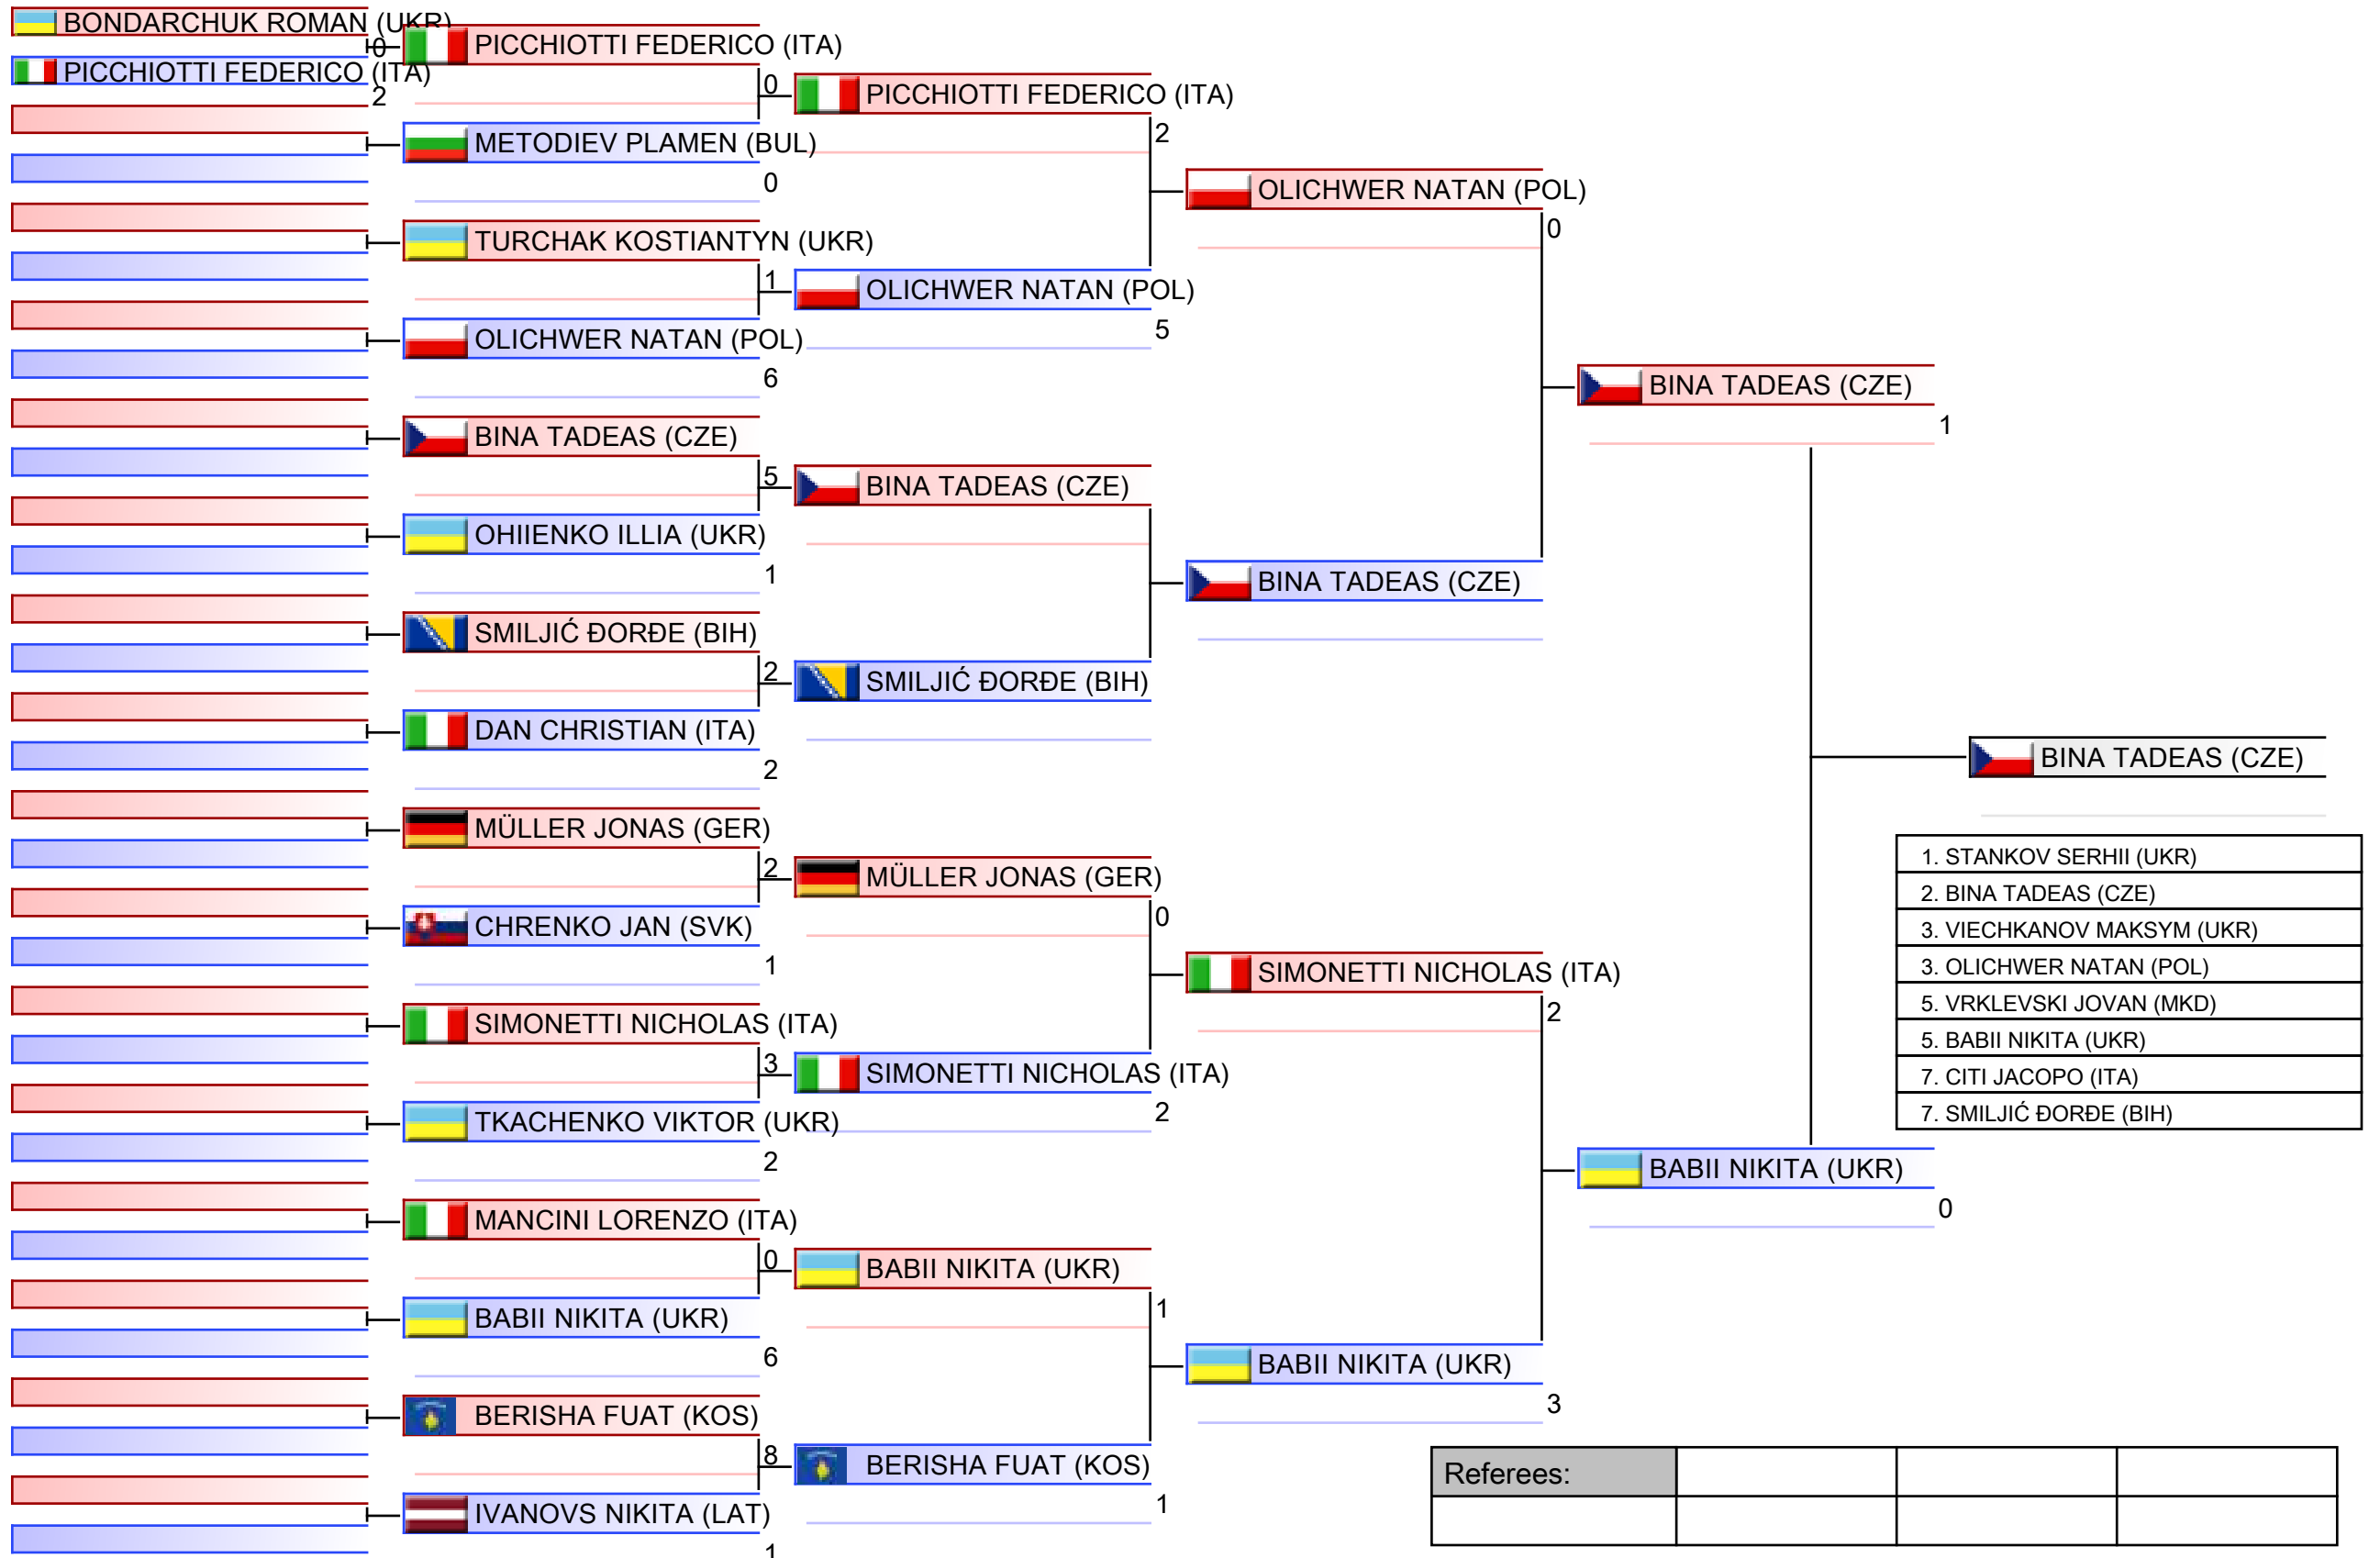 BONDARCHUK ROMAN (UKR)
0
PICCHIOTTI FEDERICO (ITA)
2
PICCHIOTTI FEDERICO (ITA)
0
METODIEV PLAMEN (BUL)
0
TURCHAK KOSTIANTYN (UKR)
1
OLICHWER NATAN (POL)
6
BINA TADEAS (CZE)
5
OHIIENKO ILLIA (UKR)
1
SMILJIĆ ĐORĐE (BIH)
2
DAN CHRISTIAN (ITA)
2
MÜLLER JONAS (GER)
2
CHRENKO JAN (SVK)
1
SIMONETTI NICHOLAS (ITA)
3
TKACHENKO VIKTOR (UKR)
2
MANCINI LORENZO (ITA)
0
BABII NIKITA (UKR)
6
BERISHA FUAT (KOS)
8
IVANOVS NIKITA (LAT)
1
PICCHIOTTI FEDERICO (ITA)
2
OLICHWER NATAN (POL)
5
BINA TADEAS (CZE)
SMILJIĆ ĐORĐE (BIH)
MÜLLER JONAS (GER)
0
SIMONETTI NICHOLAS (ITA)
2
BABII NIKITA (UKR)
1
BERISHA FUAT (KOS)
1
OLICHWER NATAN (POL)
0
BINA TADEAS (CZE)
SIMONETTI NICHOLAS (ITA)
2
BABII NIKITA (UKR)
3
BINA TADEAS (CZE)
1
BABII NIKITA (UKR)
0
BINA TADEAS (CZE)
1. STANKOV SERHII (UKR)
2. BINA TADEAS (CZE)
3. VIECHKANOV MAKSYM (UKR)
3. OLICHWER NATAN (POL)
5. VRKLEVSKI JOVAN (MKD)
5. BABII NIKITA (UKR)
7. CITI JACOPO (ITA)
7. SMILJIĆ ĐORĐE (BIH)
Referees: